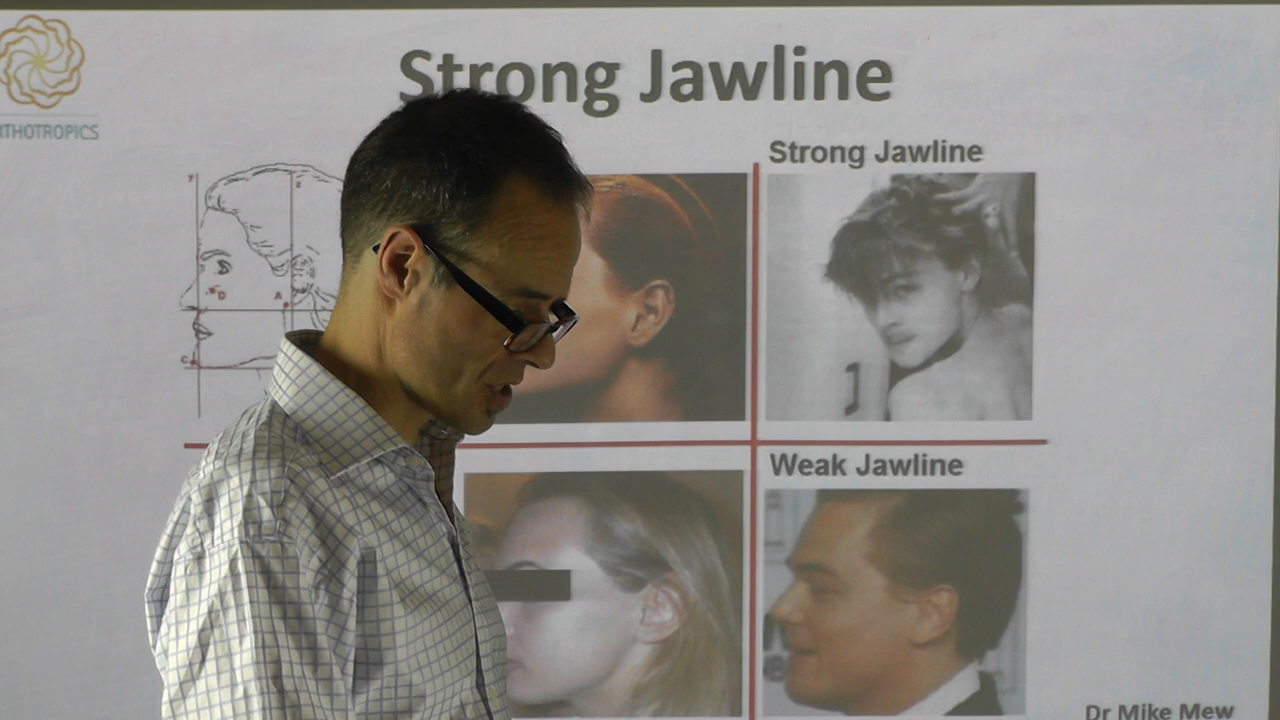 Strong Jawline
RTHOTROPICS
Strong Jawline
Weak Jawline
Dr Mike Mew